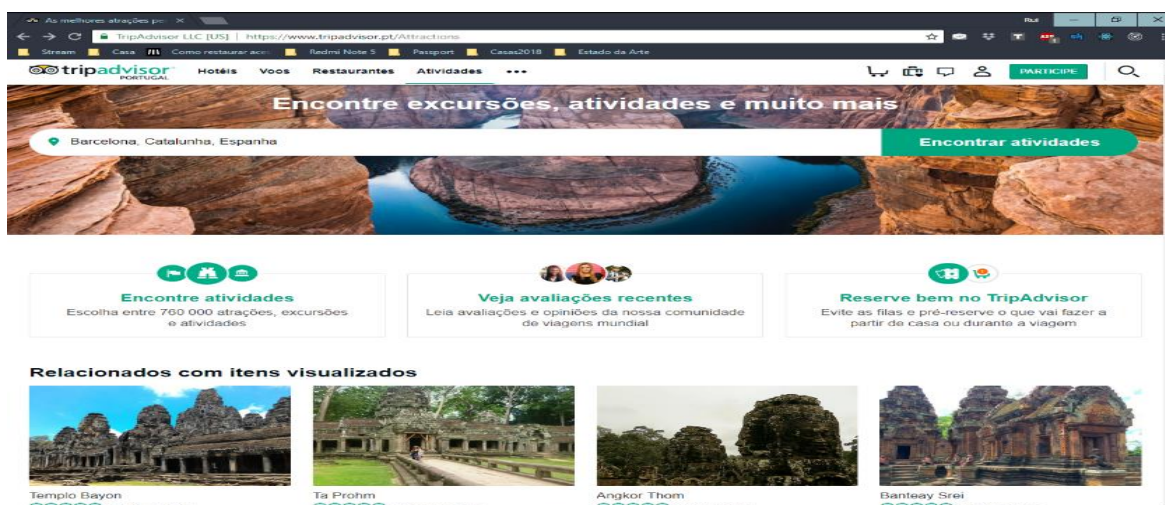 As melhores atrações pe
Rui
TripAdvisor LLC [US] | https://www.tripadvisor.pt/Attractions
Stream Casa Como restaurar aces Redmi Note 5 Passport Casas2018 Estado da Arte
tripadvisor Hotéis Voos Restaurantes Atividades PARTICIPE
PORTUGAL
Encontre excursões, atividades e muito mais
Barcelona, Catalunha, Espanha Encontrar atividades
Encontre atividades
Escolha entre 760 000 atrações, excursões
e atividades
Veja avaliações recentes
Leia avaliações e opiniões da nossa comunidade
de viagens mundial
Reserve bem no TripAdvisor
Evite as filas e pré-reserve o que vai fazer a
partir de casa ou durante a viagem
Relacionados com itens visualizados
Templo Bayon Ta Prohm Angkor Thom Banteay Srei